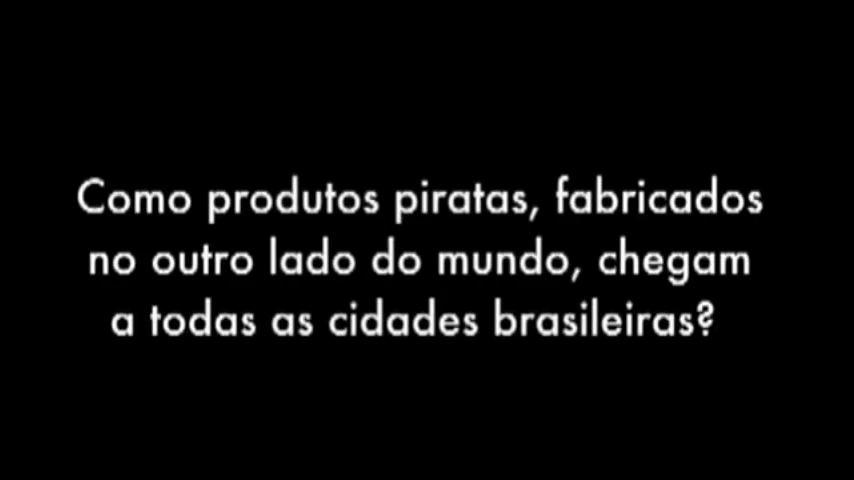 Como produtos piratas, fabricados
no outro lado do mundo, chegam
a todas as cidades brasileiras?